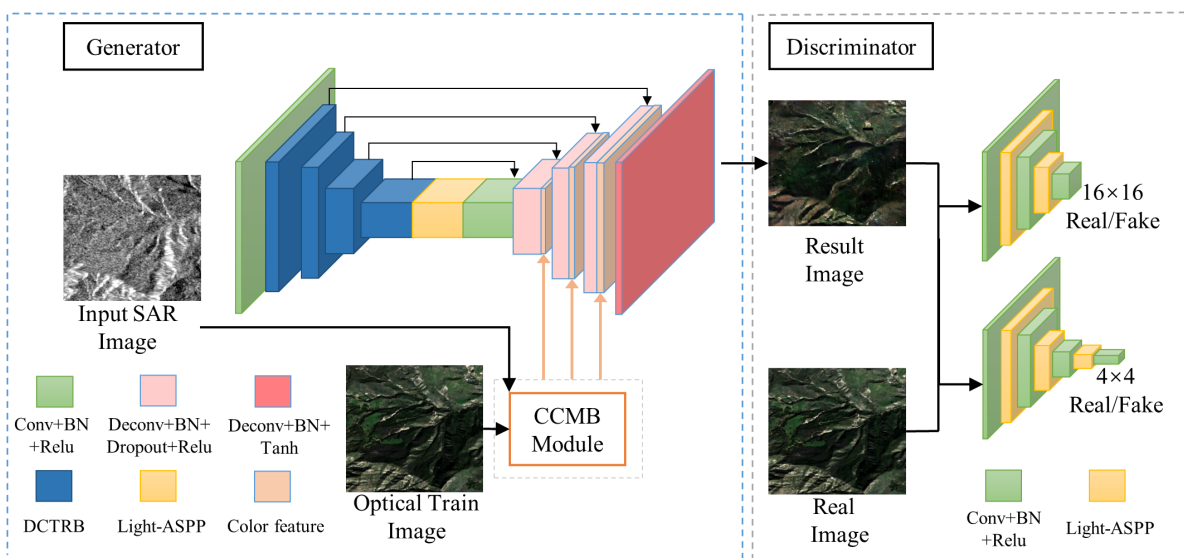 Generator
Discriminator
Input SAR
Image
Result
Image
16×16
Real/Fake
4×4
Real/Fake
CCMB
Module
Conv+BN
+Relu
Deconv+BN+
Dropout+Relu
Deconv+BN+
Tanh
DCTRB
Light-ASPP
Color feature
Optical Train
Image
Real
Image
Conv+BN
+Relu
Light-ASPP